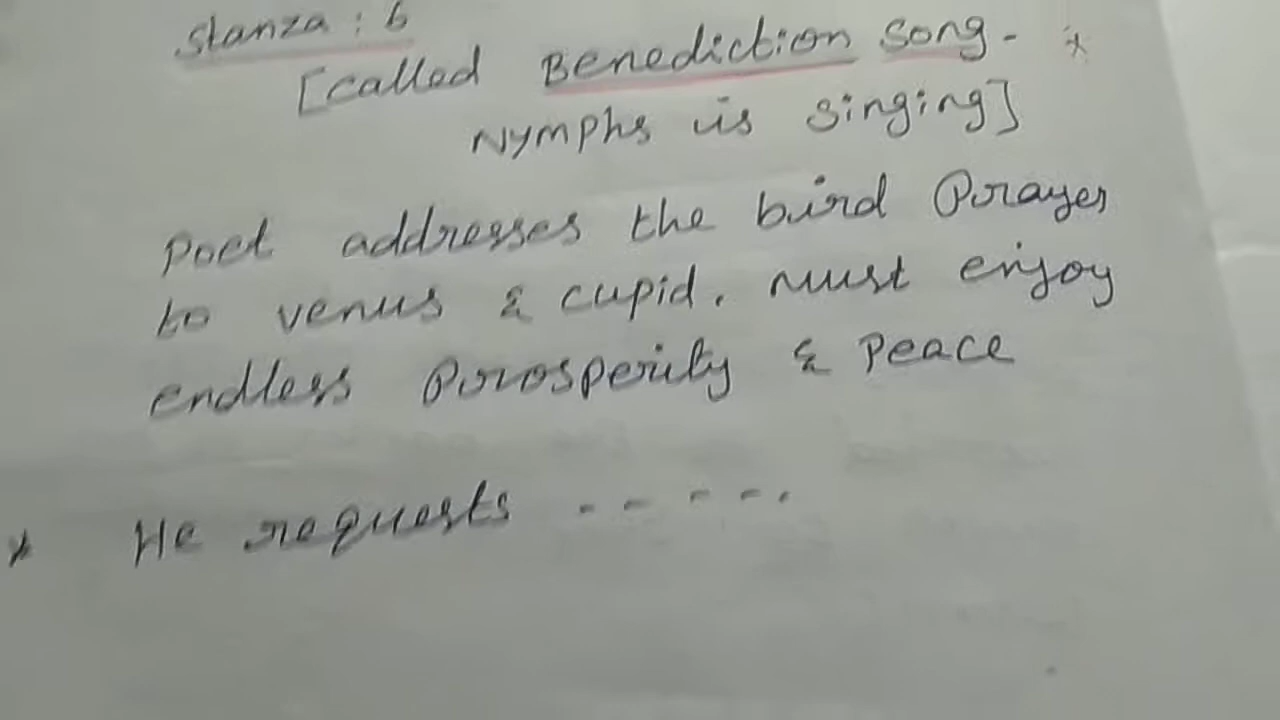 Stanza : 6
[called Benediction Song - *
Nymphs is singing]
Poet addresses the bird Prayer
to venus & cupid. must enjoy
endless Prosperity & Peace
* He requests - - - - -.